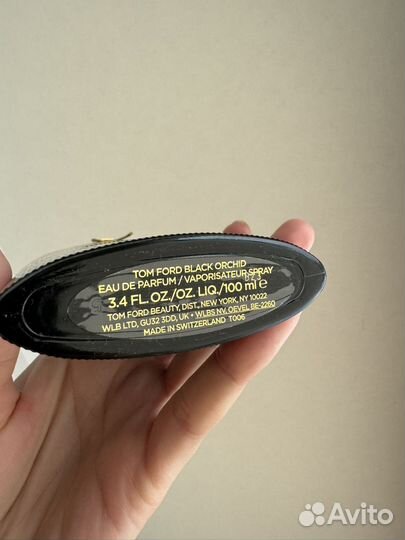 TOM FORD BLACK ORCHID
EAU DE PARFUM / VAPORISATEUR SPRAY
3.4 FL. OZ./OZ. LIQ./100 ml e
TOM FORD BEAUTY, DIST., NEW YORK, NY 10022
WLB LTD, GU32 3DD, UK • WLBS NV. OEVEL BE-2260
MADE IN SWITZERLAND T006
Avito